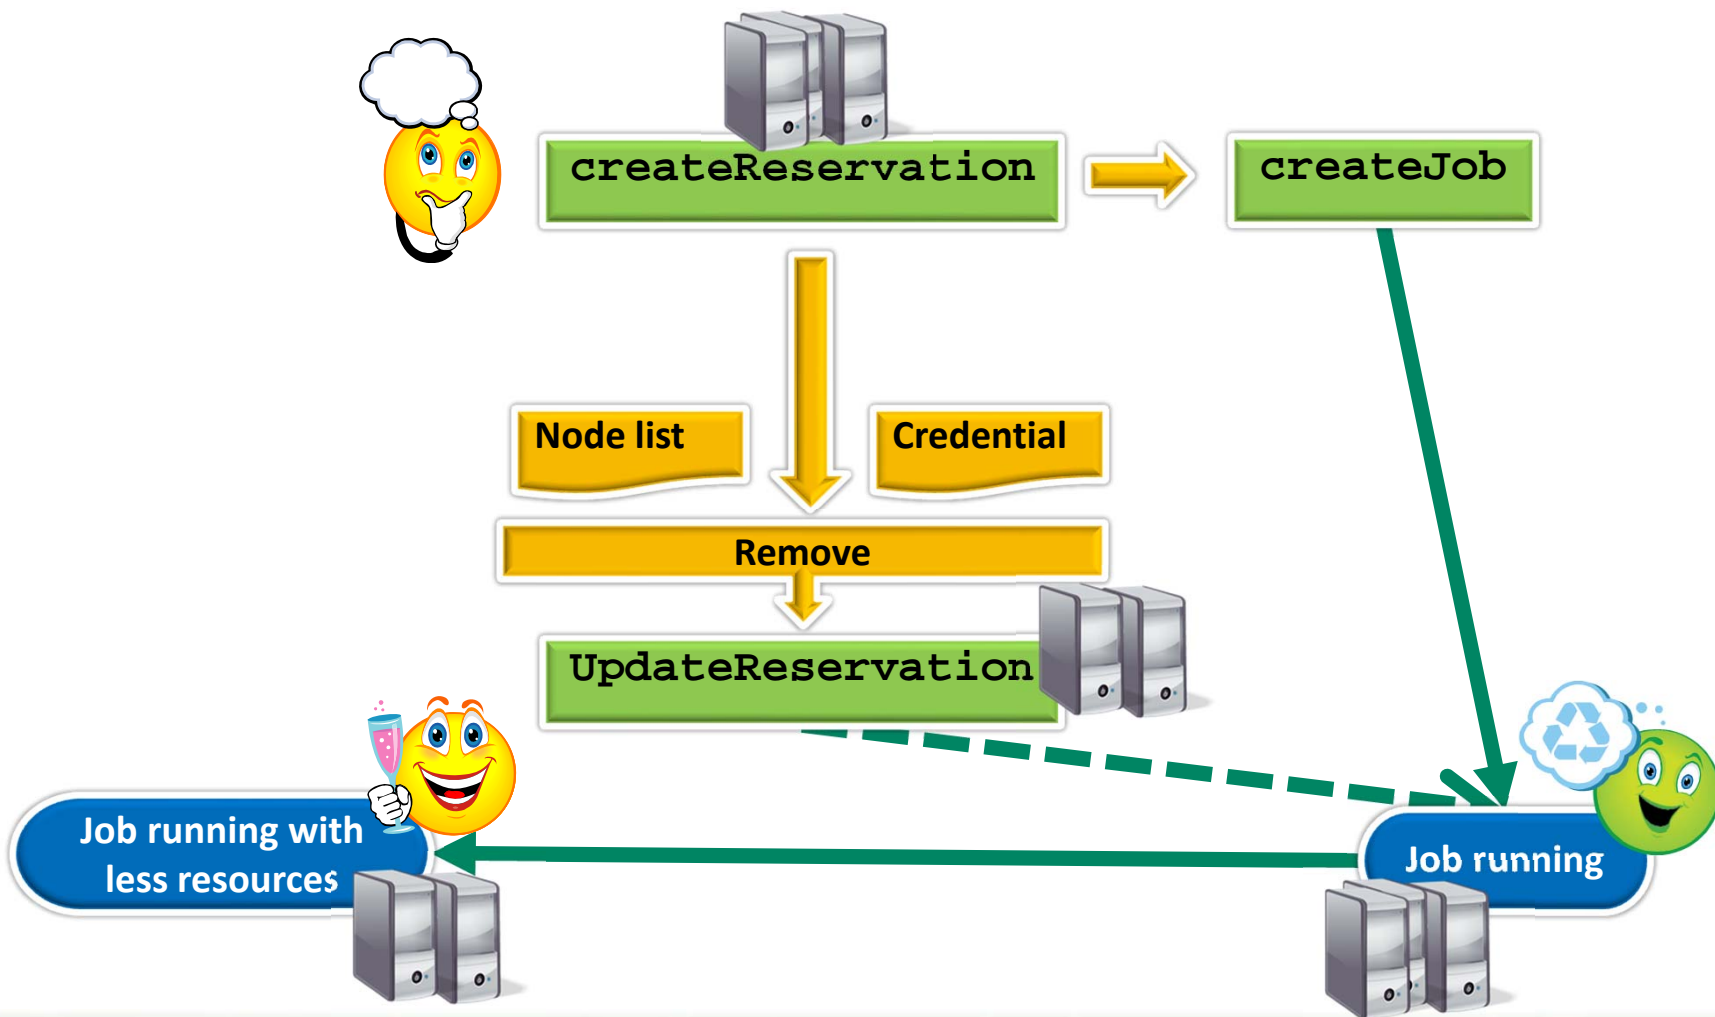 createReservation
createJob
Node list
Credential
Remove
UpdateReservation
Job running with
less resources
Job running